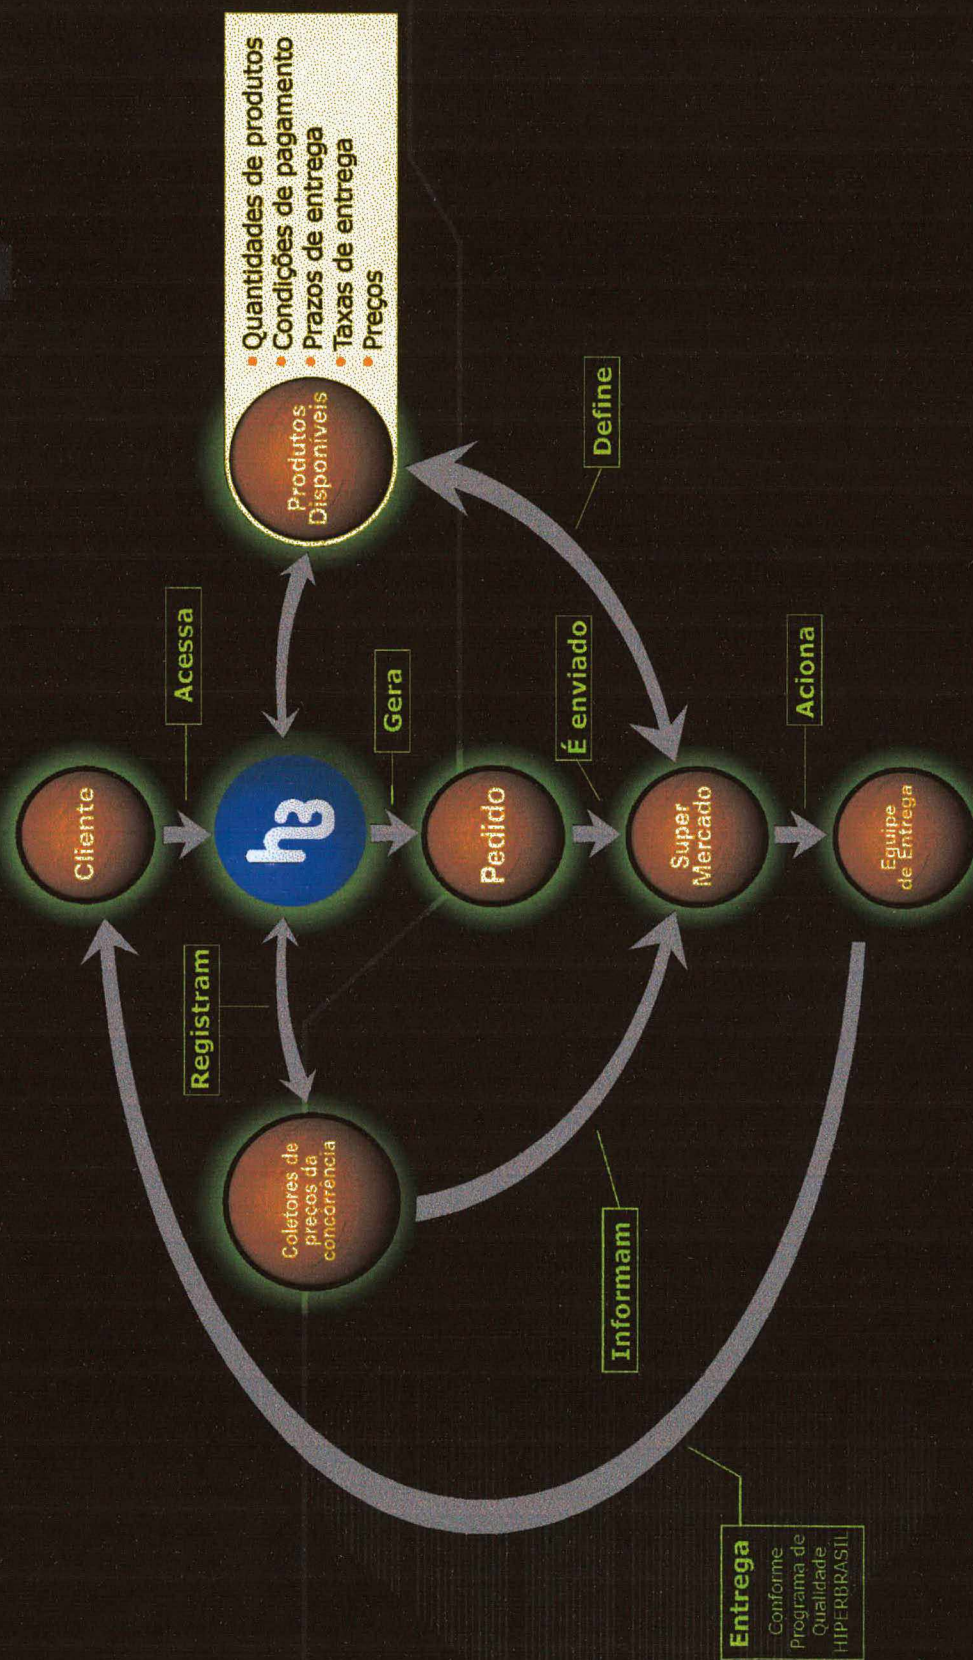 Cliente
Acessa
Registram
h3
Coletores de
preços da
concorrência
Produtos
Disponíveis
• Quantidades de produtos
• Condições de pagamento
• Prazos de entrega
• Taxas de entrega
• Preços
Gera
Pedido
É enviado
Define
Informam
Super
Mercado
Aciona
Equipe
de Entrega
Entrega
Conforme
Programa de
Qualidade
HIPERBRASIL